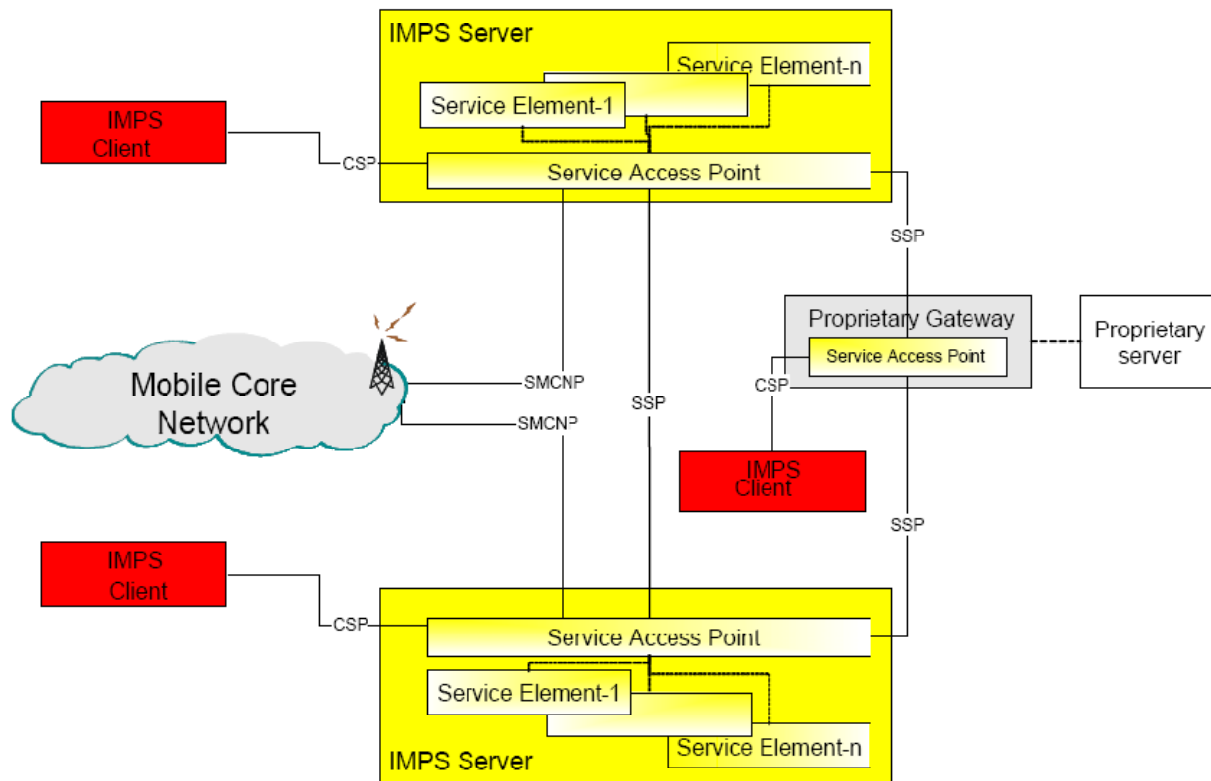 IMPS Server
Service Element-n
Service Element-1
IMPS
Client
CSP
Service Access Point
SSP
Proprietary Gateway
Service Access Point
Proprietary
server
CSP
Mobile Core
Network
SMCNP
SMCNP
SSP
IMPS
Client
SSP
IMPS
Client
CSP
Service Access Point
Service Element-1
Service Element-n
IMPS Server